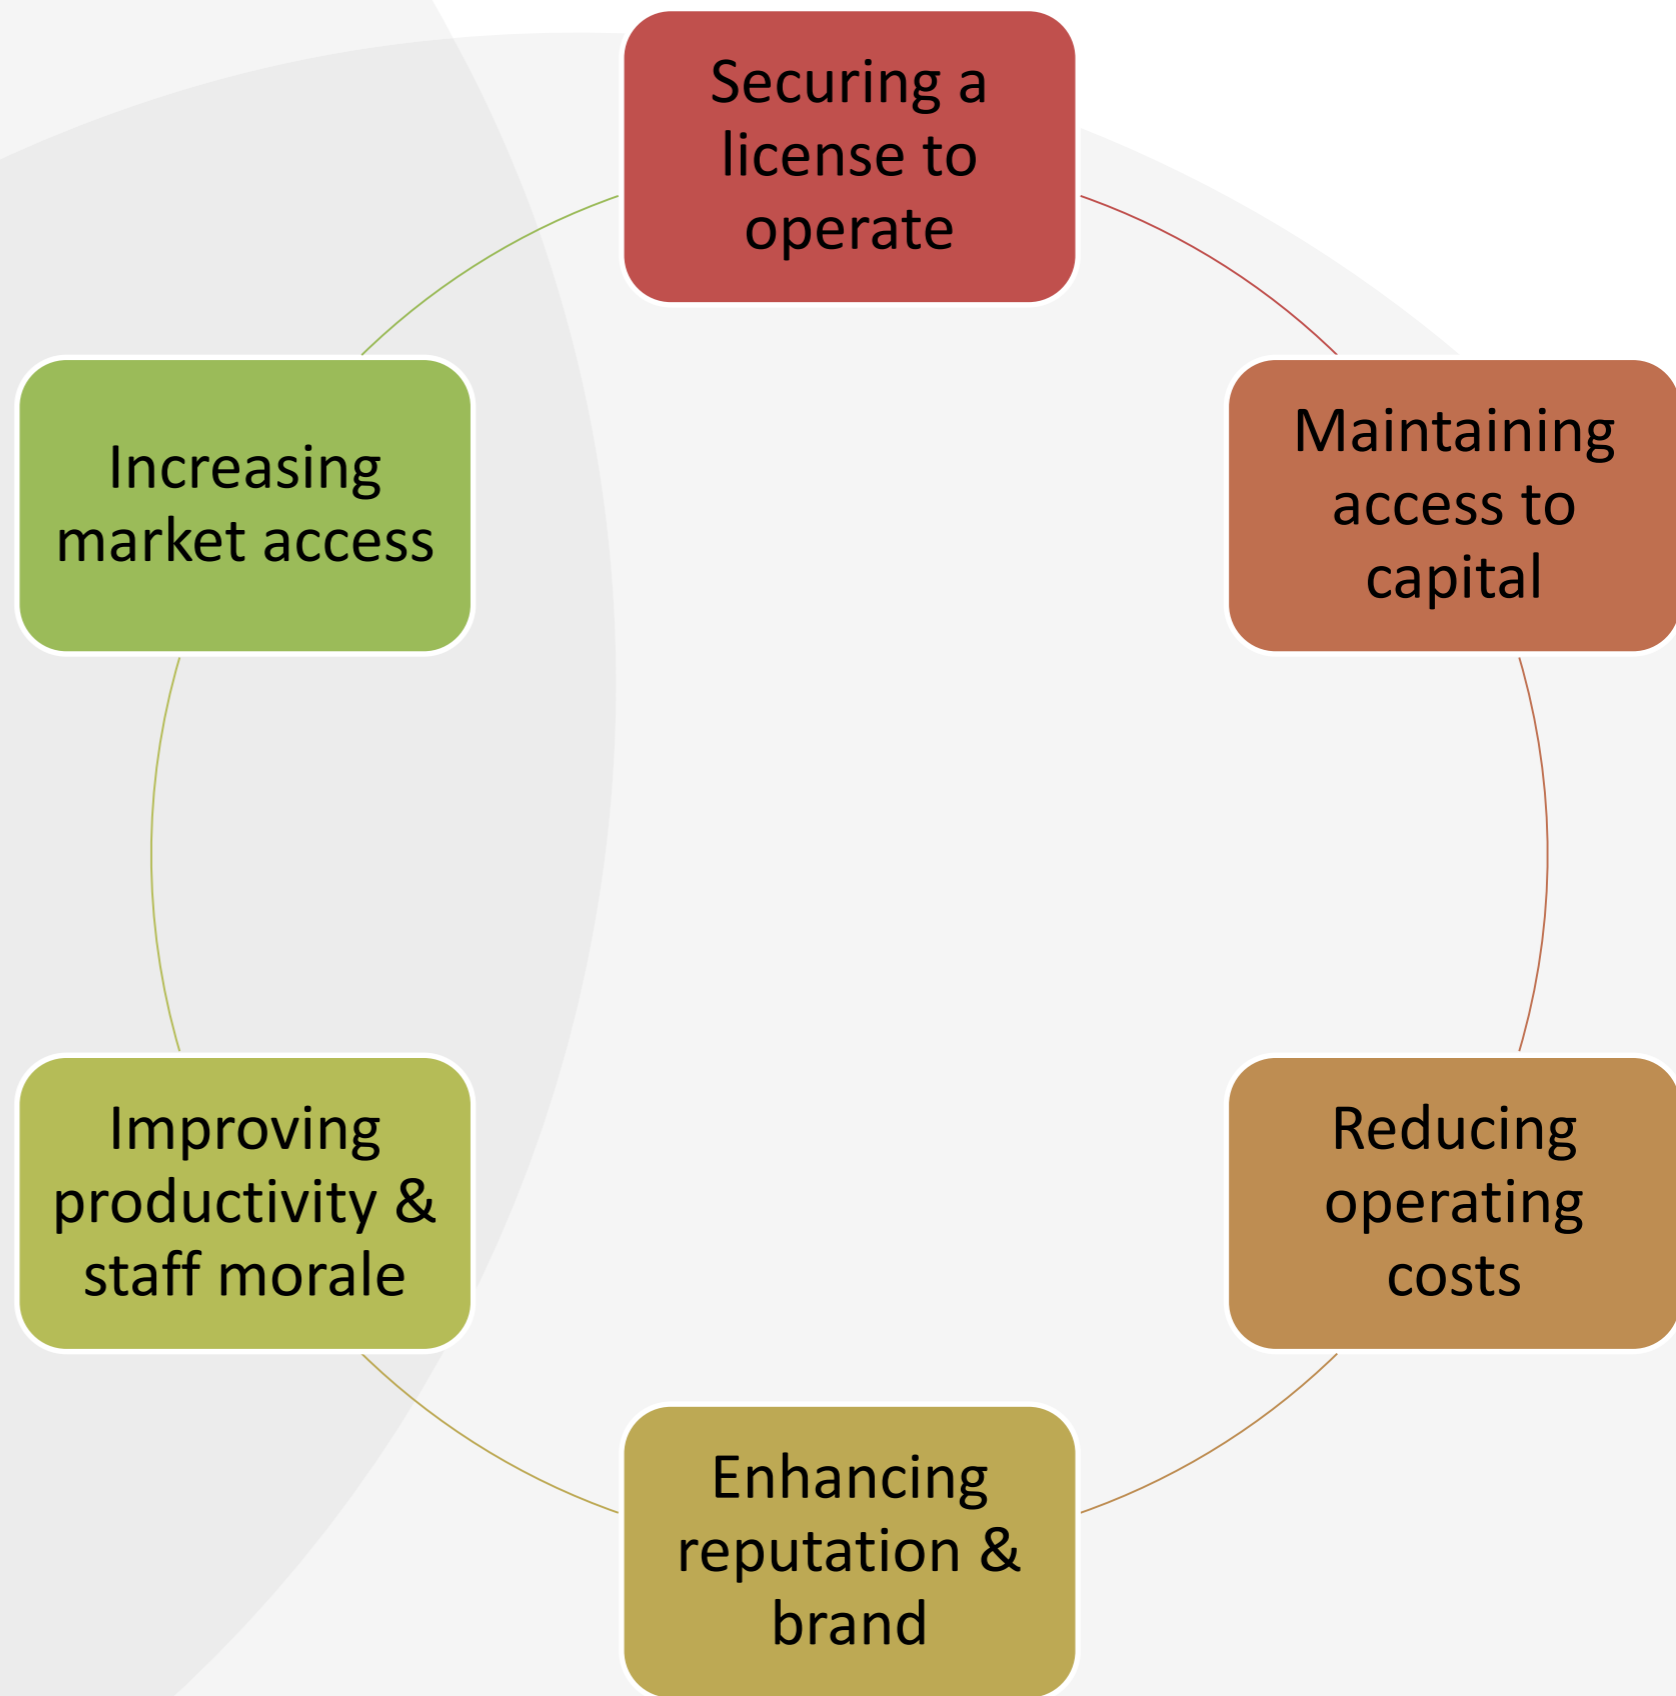 Securing a
license to
operate
Maintaining
access to
capital
Reducing
operating
costs
Enhancing
reputation &
brand
Improving
productivity &
staff morale
Increasing
market access